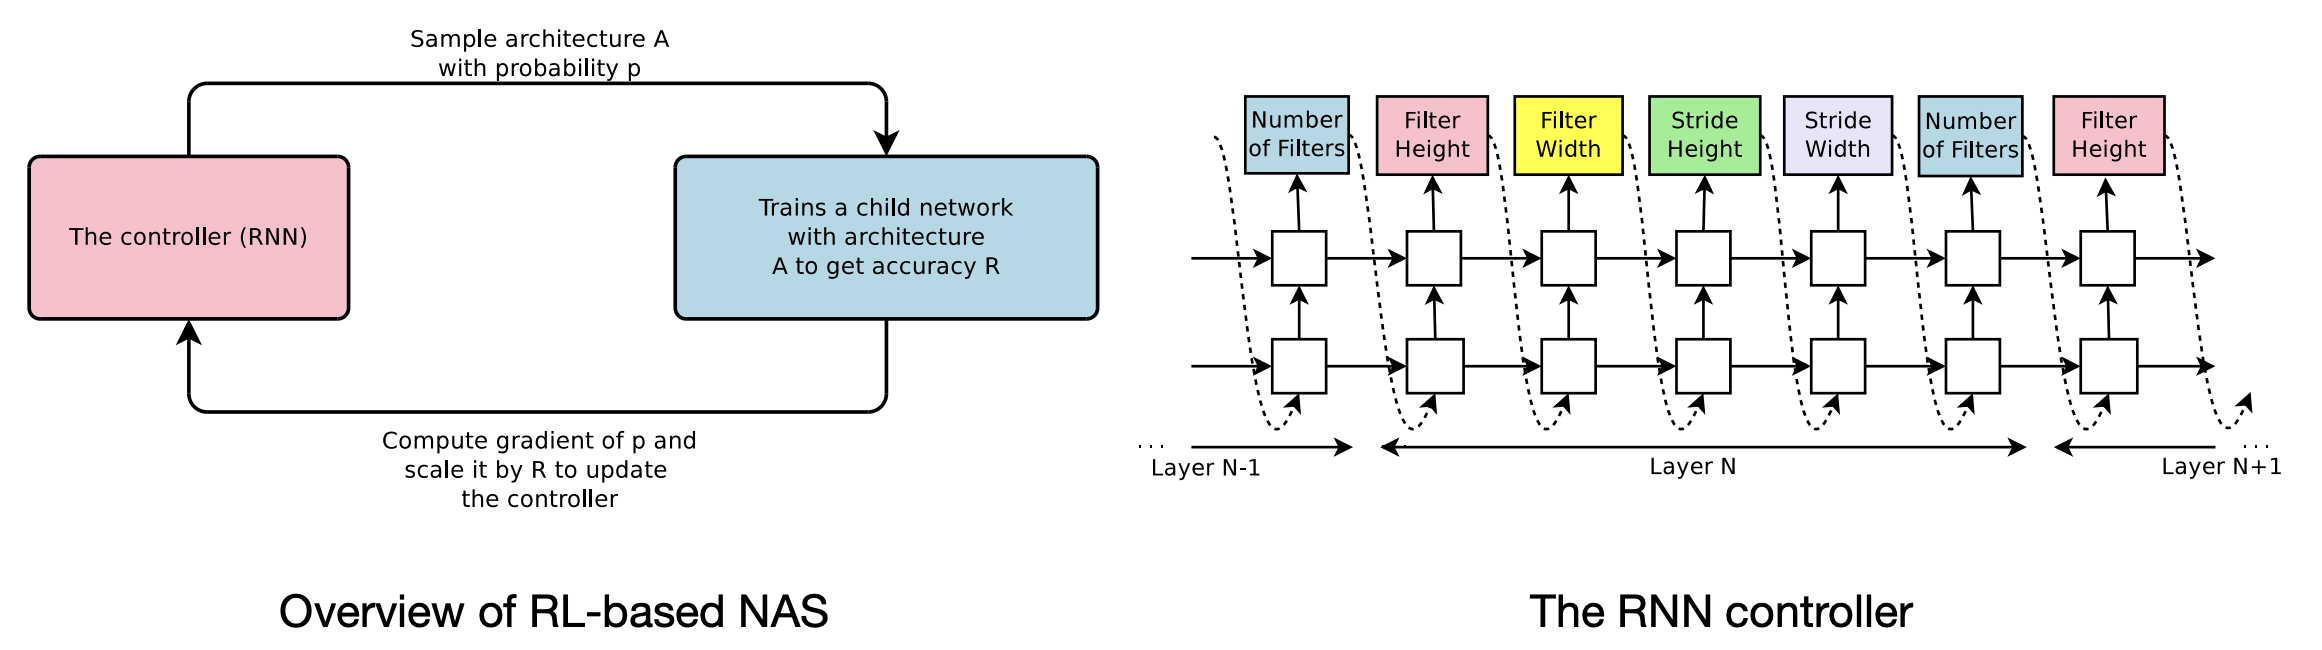 Sample architecture A
with probability p
The controller (RNN)
Trains a child network
with architecture
A to get accuracy R
Compute gradient of p and
scale it by R to update
the controller
Overview of RL-based NAS
Number
of Filters
Filter
Height
Filter
Width
Stride
Height
Stride
Width
Number
of Filters
Filter
Height
...
Layer N-1
Layer N
...
Layer N+1
The RNN controller